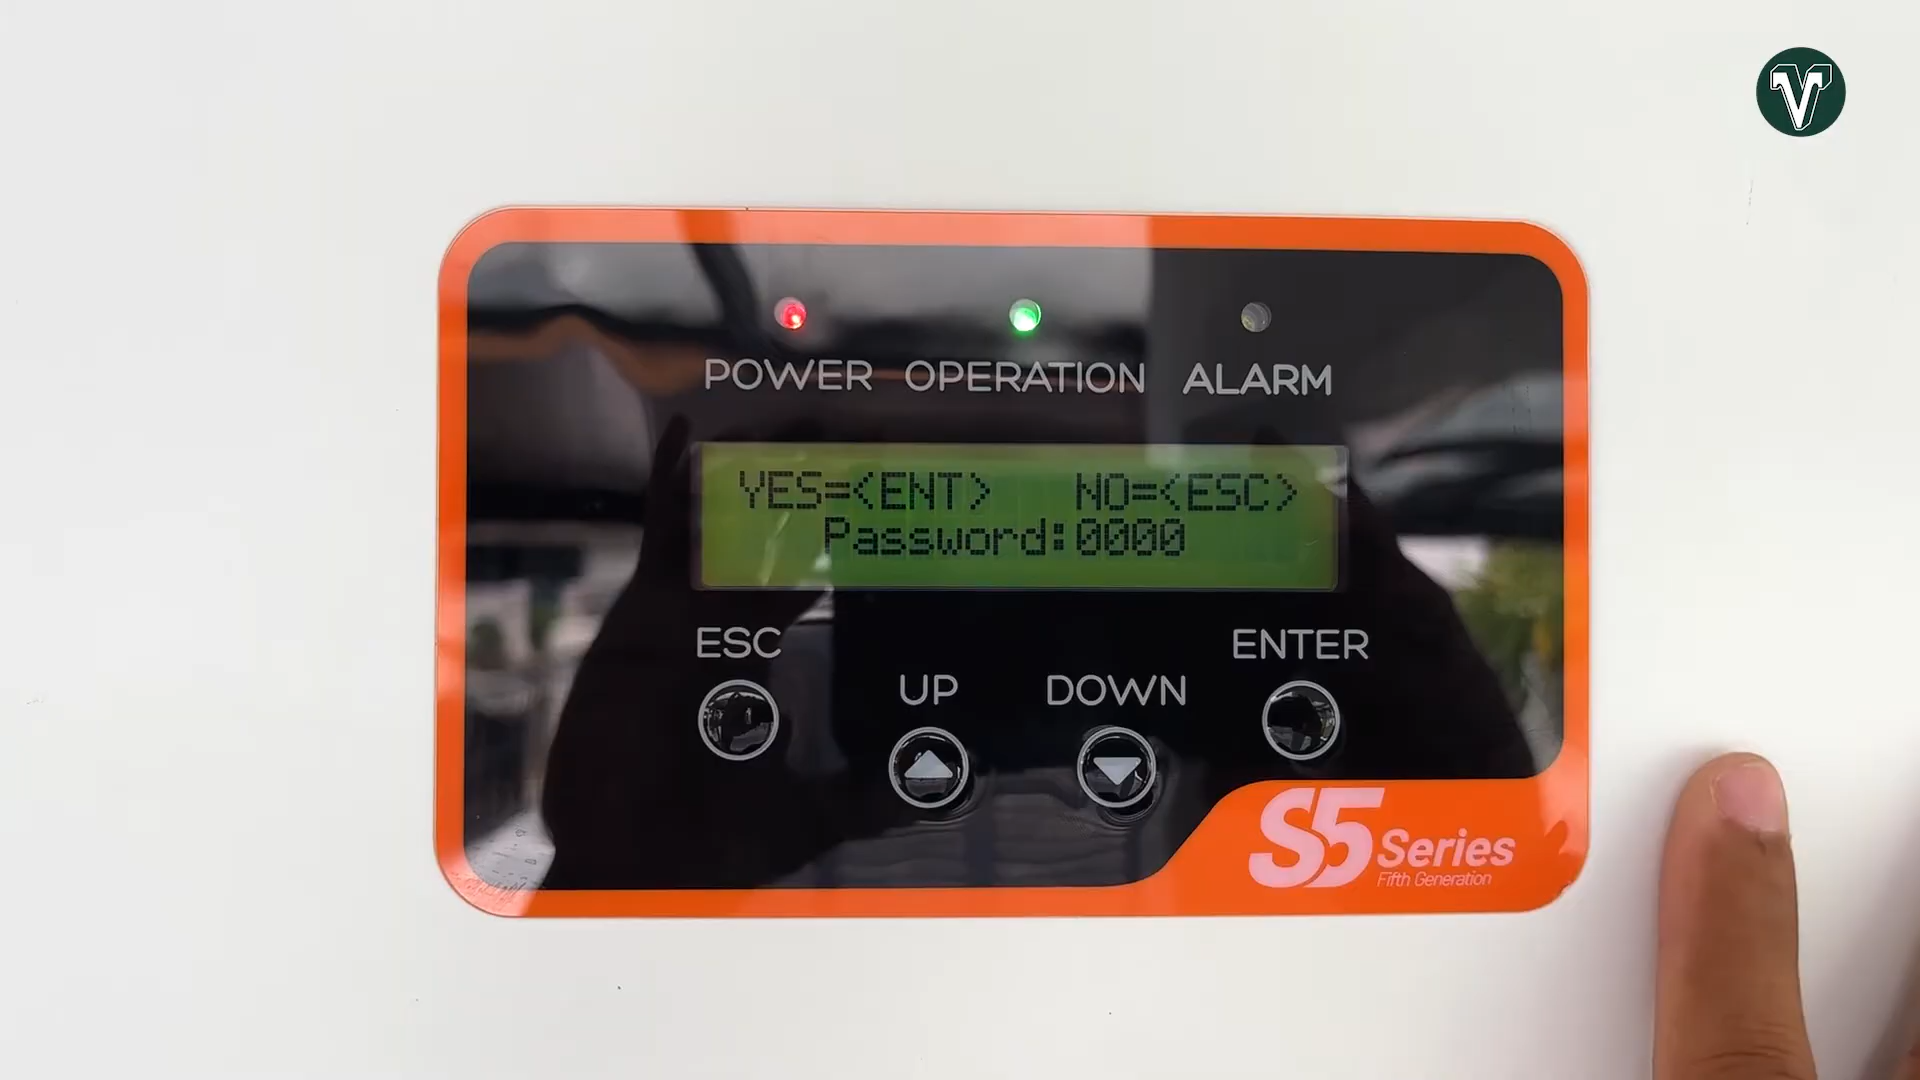 POWER OPERATION ALARM
YES=<ENT> NO=<ESC>
Password:0000
ESC
UP
DOWN
ENTER
S5 Series
Fifth Generation